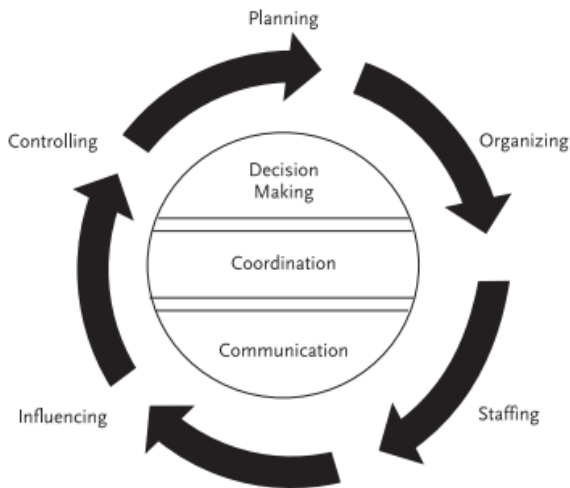 Planning
Controlling
Organizing
Decision
Making
Coordination
Communication
Influencing
Staffing